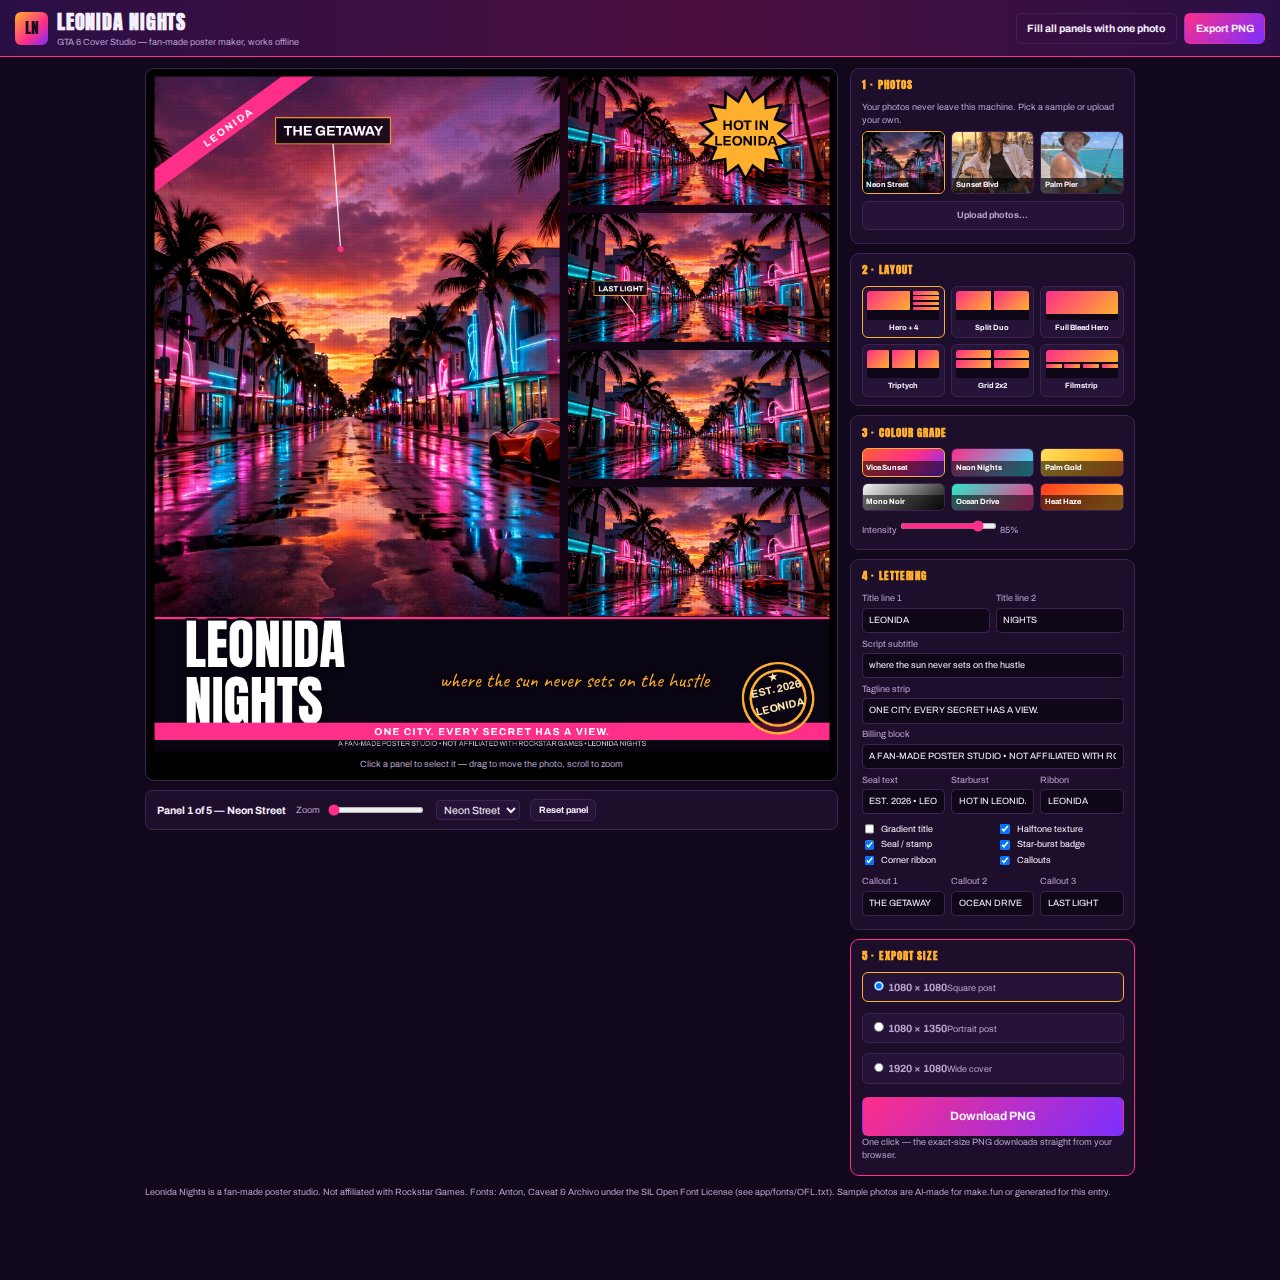 LN
LEONIDA NIGHTS
GTA 6 Cover Studio — fan-made poster maker, works offline
Fill all panels with one photo
Export PNG
LEONIDA
THE GETAWAY
HOT IN
LEONIDA
LAST LIGHT
LEONIDA
NIGHTS
where the sun never sets on the hustle
★
EST. 2026
LEONIDA
ONE CITY. EVERY SECRET HAS A VIEW.
A FAN-MADE POSTER STUDIO • NOT AFFILIATED WITH ROCKSTAR GAMES • LEONIDA NIGHTS
Click a panel to select it — drag to move the photo, scroll to zoom
Panel 1 of 5 — Neon Street
Zoom
Neon Street
Reset panel
1 · PHOTOS
Your photos never leave this machine. Pick a sample or upload
your own.
Neon Street
Sunset Blvd
Palm Pier
Upload photos…
2 · LAYOUT
Hero + 4
Split Duo
Full Bleed Hero
Triptych
Grid 2x2
Filmstrip
3 · COLOUR GRADE
Vice Sunset
Neon Nights
Palm Gold
Mono Noir
Ocean Drive
Heat Haze
Intensity
85%
4 · LETTERING
Title line 1
Title line 2
LEONIDA
NIGHTS
Script subtitle
where the sun never sets on the hustle
Tagline strip
ONE CITY. EVERY SECRET HAS A VIEW.
Billing block
A FAN-MADE POSTER STUDIO • NOT AFFILIATED WITH RO
Seal text
Starburst
Ribbon
EST. 2026 • LEO
HOT IN LEONID
LEONIDA
Gradient title
Halftone texture
Seal / stamp
Star-burst badge
Corner ribbon
Callouts
Callout 1
Callout 2
Callout 3
THE GETAWAY
OCEAN DRIVE
LAST LIGHT
5 · EXPORT SIZE
1080 × 1080Square post
1080 × 1350Portrait post
1920 × 1080Wide cover
Download PNG
One click — the exact-size PNG downloads straight from your
browser.
Leonida Nights is a fan-made poster studio. Not affiliated with Rockstar Games. Fonts: Anton, Caveat & Archivo under the SIL Open Font License (see app/fonts/OFL.txt). Sample photos are AI-made for make.fun or generated for this entry.